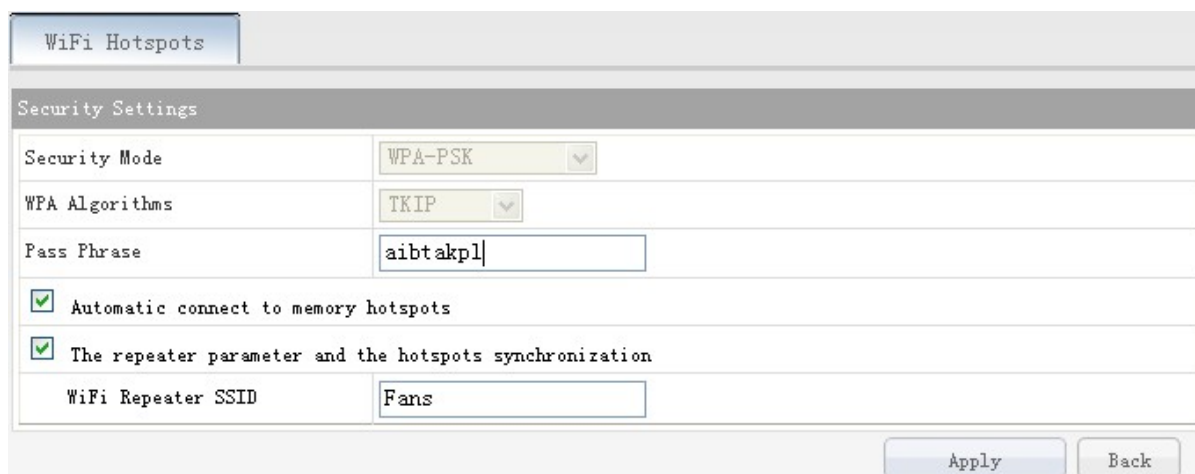 WiFi Hotspots
Security Settings
Security Mode WPA-PSK
WPA Algorithms TKIP
Pass Phrase aibtakpl
Automatic connect to memory hotspots
The repeater parameter and the hotspots synchronization
WiFi Repeater SSID Fans
Apply Back